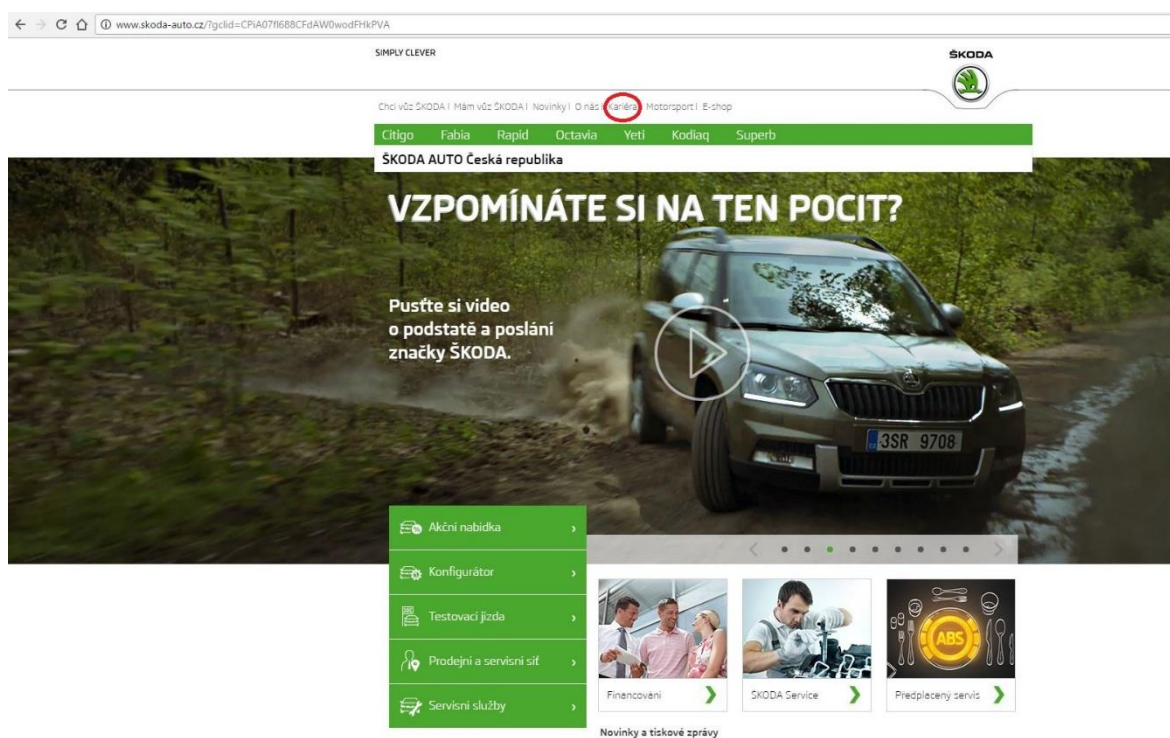 www.skoda-auto.cz/?gclid=CPiA07fl688CFdAW0wodFHkPVA
SIMPLY CLEVER
ŠKODA
Chci vůz ŠKODA | Mám vůz ŠKODA | Novinky | O nás | Kariéra | Motorsport | E-shop
Citigo Fabia Rapid Octavia Yeti Kodiaq Superb
ŠKODA AUTO Česká republika
VZPOMÍNÁTE SI NA TEN POCIT?
Pusťte si video
o podstatě a poslání
značky ŠKODA.
3SR 9708
Akční nabídka
Konfigurátor
Testovací jízda
Prodejní a servisní síť
Servisní služby
ABS
Financování
ŠKODA Service
Předplacený servis
Novinky a tiskové zprávy